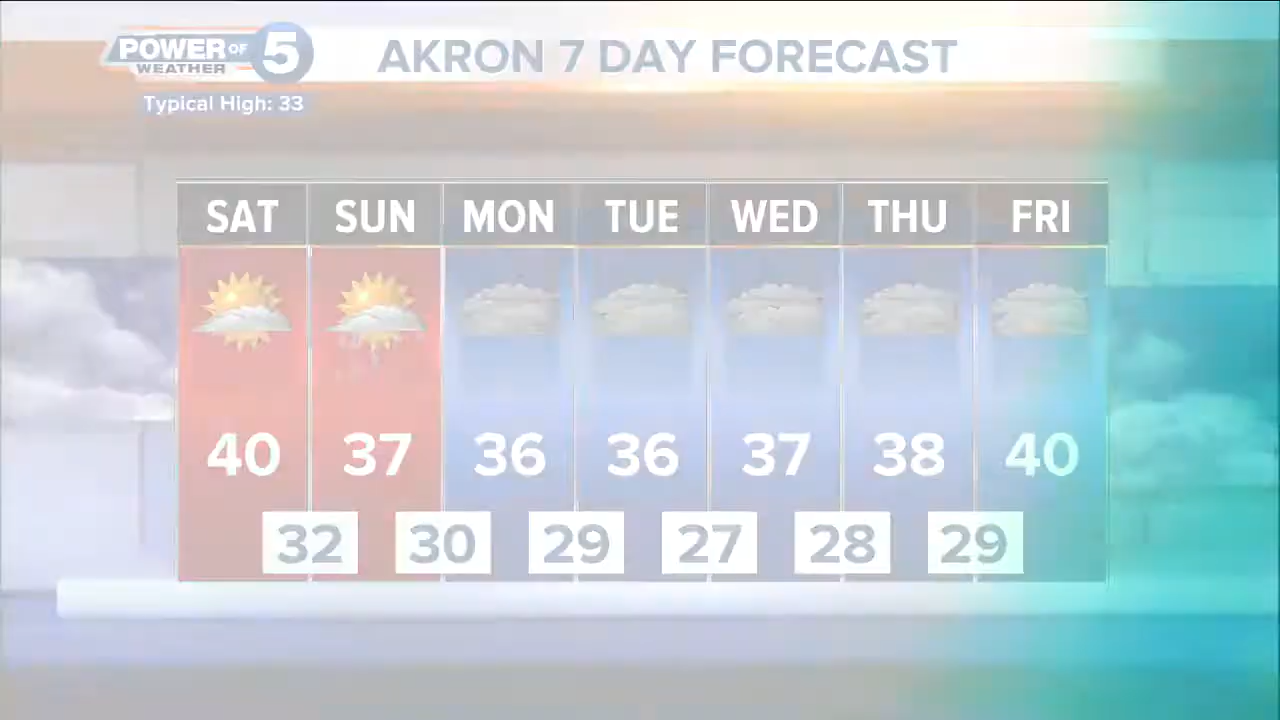 POWER OF 5
WEATHER
AKRON 7 DAY FORECAST
Typical High: 33
SAT SUN MON TUE WED THU FRI
40 37 36 36 37 38 40
32 30 29 27 28 29